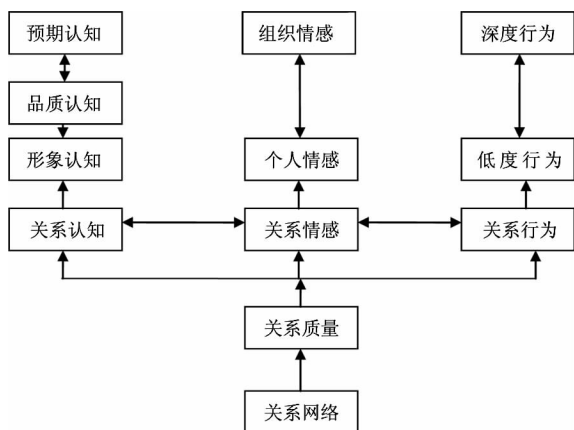 预期认知
组织情感
深度行为
品质认知
形象认知
个人情感
低度行为
关系认知
关系情感
关系行为
关系质量
关系网络